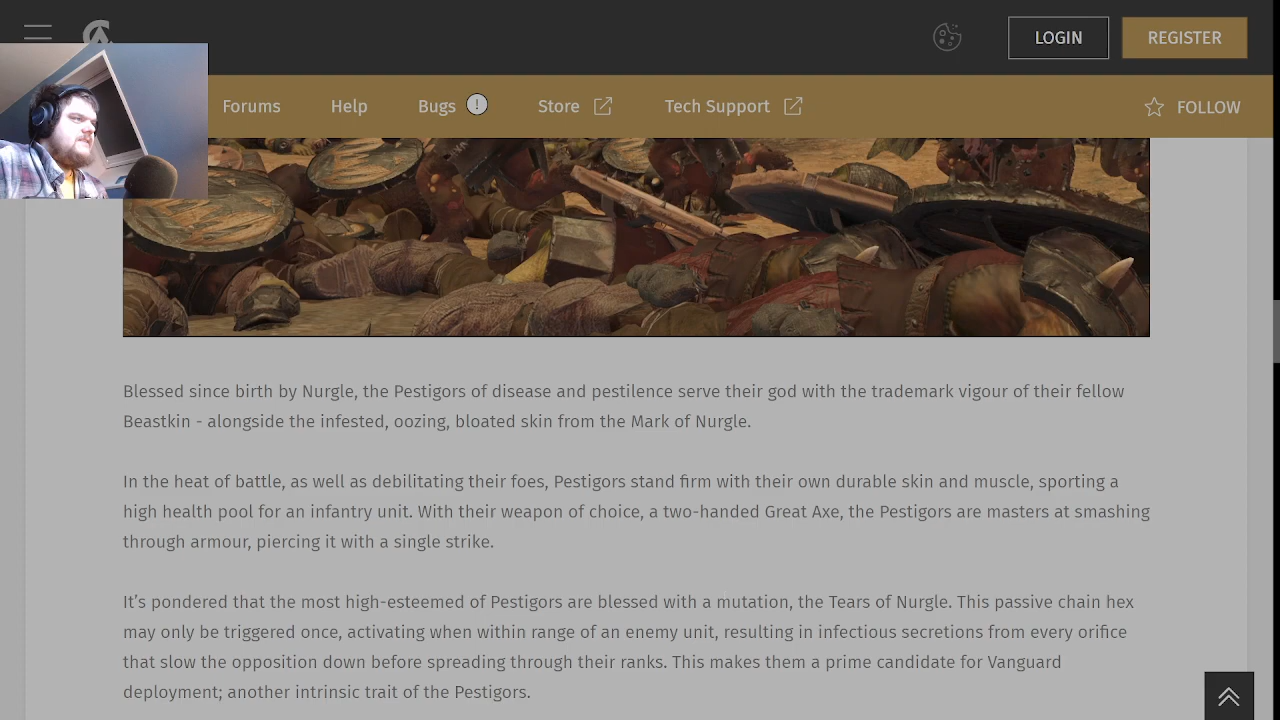 LOGIN
REGISTER
Forums
Help
Bugs !
Store
Tech Support
FOLLOW
Blessed since birth by Nurgle, the Pestigors of disease and pestilence serve their god with the trademark vigour of their fellow
Beastkin - alongside the infested, oozing, bloated skin from the Mark of Nurgle.
In the heat of battle, as well as debilitating their foes, Pestigors stand firm with their own durable skin and muscle, sporting a
high health pool for an infantry unit. With their weapon of choice, a two-handed Great Axe, the Pestigors are masters at smashing
through armour, piercing it with a single strike.
It’s pondered that the most high-esteemed of Pestigors are blessed with a mutation, the Tears of Nurgle. This passive chain hex
may only be triggered once, activating when within range of an enemy unit, resulting in infectious secretions from every orifice
that slow the opposition down before spreading through their ranks. This makes them a prime candidate for Vanguard
deployment; another intrinsic trait of the Pestigors.